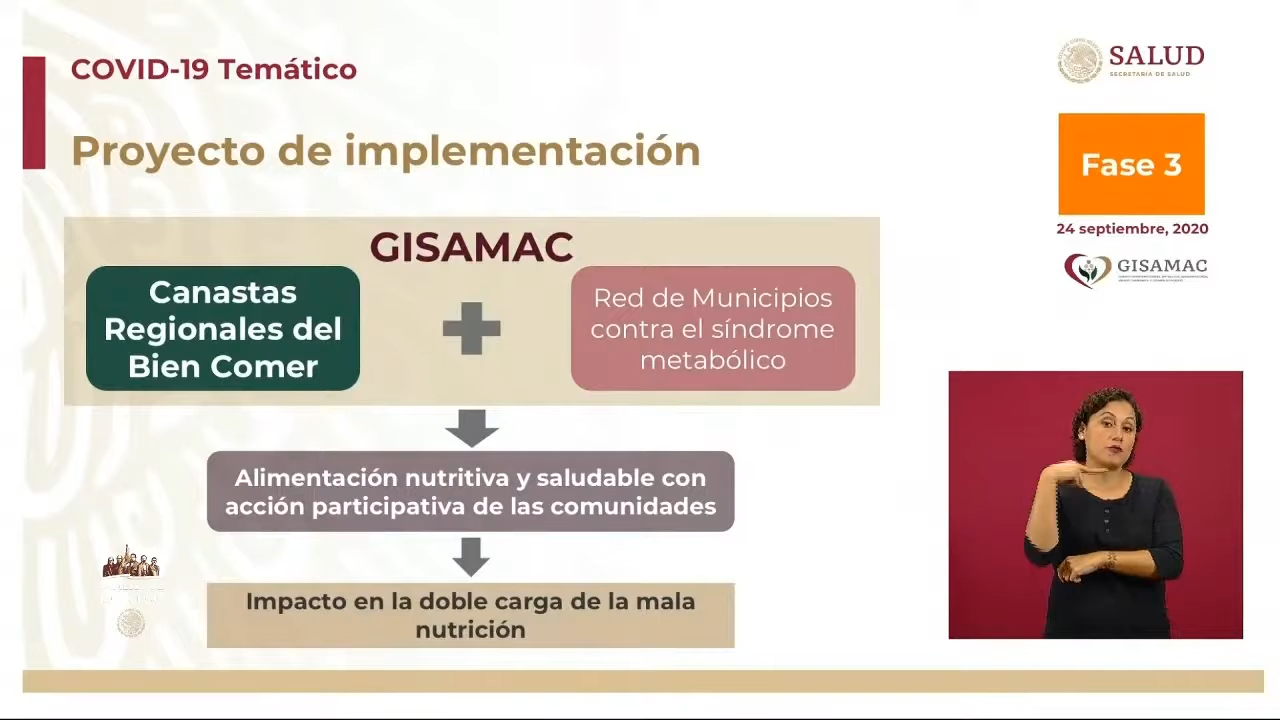 COVID-19 Temático
SALUD
SECRETARÍA DE SALUD
Proyecto de implementación
Fase 3
24 septiembre, 2020
GISAMAC
GISAMAC
Canastas
Regionales del
Bien Comer
Red de Municipios
contra el síndrome
metabólico
Alimentación nutritiva y saludable con
acción participativa de las comunidades
Impacto en la doble carga de la mala
nutrición